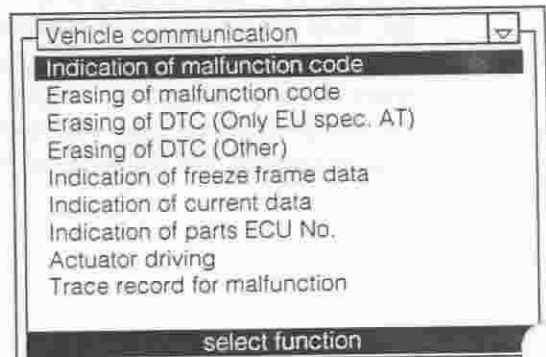 Vehicle communication
Indication of malfunction code
Erasing of malfunction code
Erasing of DTC (Only EU spec. AT)
Erasing of DTC (Other)
Indication of freeze frame data
Indication of current data
Indication of parts ECU No.
Actuator driving
Trace record for malfunction
select function